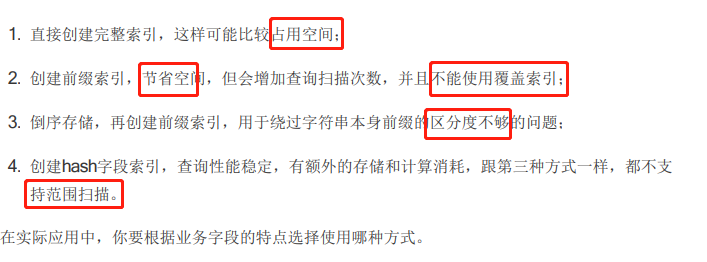 1. 直接创建完整索引，这样可能比较占用空间；
2. 创建前缀索引，节省空间，但会增加查询扫描次数，并且不能使用覆盖索引；
3. 倒序存储，再创建前缀索引，用于绕过字符串本身前缀的区分度不够的问题；
4. 创建hash字段索引，查询性能稳定，有额外的存储和计算消耗，跟第三种方式一样，都不支
持范围扫描。
在实际应用中，你要根据业务字段的特点选择使用哪种方式。